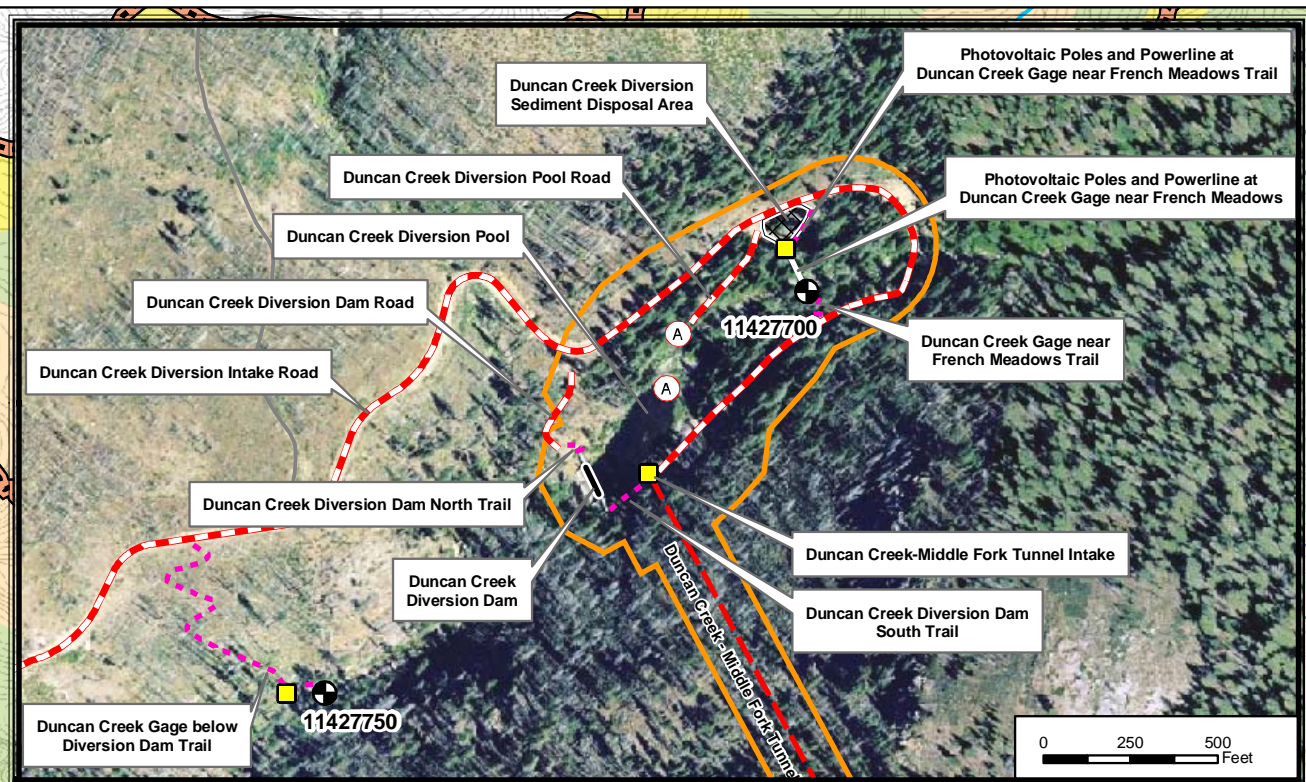 Photovoltaic Poles and Powerline at
Duncan Creek Gage near French Meadows Trail
Duncan Creek Diversion
Sediment Disposal Area
Duncan Creek Diversion Pool Road
Photovoltaic Poles and Powerline at
Duncan Creek Gage near French Meadows
Duncan Creek Diversion Pool
Duncan Creek Diversion Dam Road
11427700
A
Duncan Creek Gage near
French Meadows Trail
Duncan Creek Diversion Intake Road
A
Duncan Creek Diversion Dam North Trail
Duncan Creek-Middle Fork Tunnel Intake
Duncan Creek
Diversion Dam
Duncan Creek Diversion Dam
South Trail
Duncan Creek - Middle Fork Tunnel
11427750
Duncan Creek Gage below
Diversion Dam Trail
0 250 500
Feet